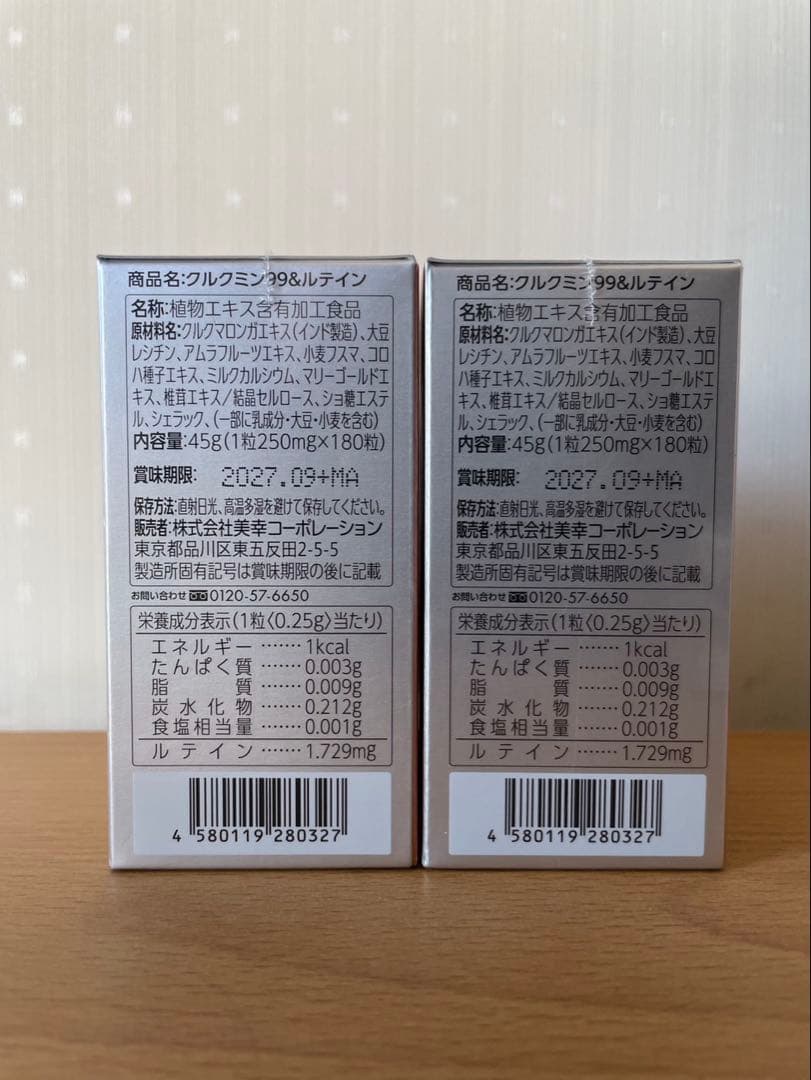 商品名:クルクミン99&ルテイン
名称:植物エキス含有加工食品
原材料名:クルクマロンガエキス(インド製造)、大豆
レシチン、アムラフルーツエキス、小麦フスマ、コロ
ハ種子エキス、ミルクカルシウム、マリーゴールドエ
キス、椎茸エキス/結晶セルロース、ショ糖エステ
ル、シェラック、(一部に乳成分・大豆・小麦を含む)
内容量:45g(1粒250mg×180粒)
賞味期限: 2027.09+MA
保存方法:直射日光、高温多湿を避けて保存してください。
販売者:株式会社美幸コーポレーション
東京都品川区東五反田2-5-5
製造所固有記号は賞味期限の後に記載
お問い合わせ 0120-57-6650
栄養成分表示(1粒〈0.25g〉当たり)
エネルギー……1kcal
たんぱく質……0.003g
脂質……0.009g
炭水化物……0.212g
食塩相当量……0.001g
ルテイン……1.729mg
4 580119 280327
商品名:クルクミン99&ルテイン
名称:植物エキス含有加工食品
原材料名:クルクマロンガエキス(インド製造)、大豆
レシチン、アムラフルーツエキス、小麦フスマ、コロ
ハ種子エキス、ミルクカルシウム、マリーゴールドエ
キス、椎茸エキス/結晶セルロース、ショ糖エステ
ル、シェラック、(一部に乳成分・大豆・小麦を含む)
内容量:45g(1粒250mg×180粒)
賞味期限: 2027.09+MA
保存方法:直射日光、高温多湿を避けて保存してください。
販売者:株式会社美幸コーポレーション
東京都品川区東五反田2-5-5
製造所固有記号は賞味期限の後に記載
お問い合わせ 0120-57-6650
栄養成分表示(1粒〈0.25g〉当たり)
エネルギー……1kcal
たんぱく質……0.003g
脂質……0.009g
炭水化物……0.212g
食塩相当量……0.001g
ルテイン……1.729mg
4 580119 280327